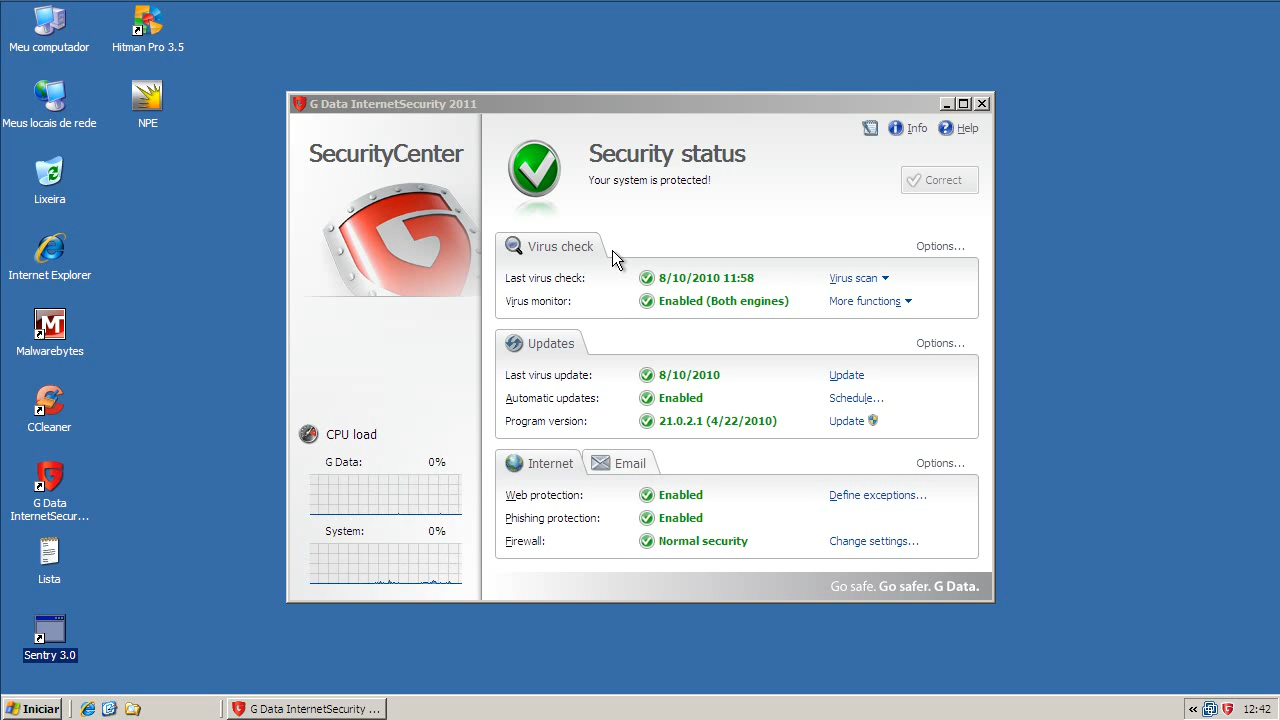 Meu computador
Hitman Pro 3.5
Meus locais de rede
NPE
Lixeira
Internet Explorer
Malwarebytes
CCleaner
G Data
InternetSecur...
Lista
Sentry 3.0
G Data InternetSecurity 2011
Info
Help
SecurityCenter
Security status
Your system is protected!
Correct
Virus check
Options...
Last virus check:
8/10/2010 11:58
Virus scan
Virus monitor:
Enabled (Both engines)
More functions
Updates
Options...
Last virus update:
8/10/2010
Update
Automatic updates:
Enabled
Schedule...
Program version:
21.0.2.1 (4/22/2010)
Update
CPU load
G Data:
0%
System:
0%
Internet
Email
Options...
Web protection:
Enabled
Define exceptions...
Phishing protection:
Enabled
Firewall:
Normal security
Change settings...
Go safe. Go safer. G Data.
Iniciar
G Data InternetSecurity ...
«
12:42